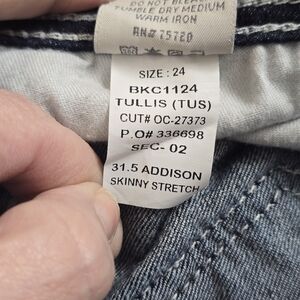 DO NOT BLEACH
TUMBLE DRY MEDIUM
WARM IRON
RN# 75720
SIZE : 24
BKC1124
TULLIS (TUS)
CUT# OC-27373
P.O# 336698
SEC- 02
31.5 ADDISON
SKINNY STRETCH